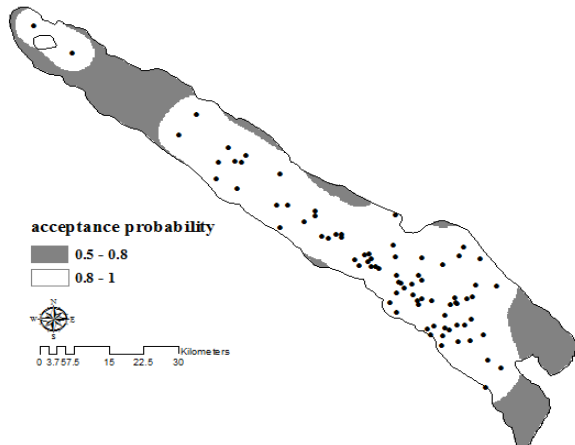 acceptance probability
0.5 - 0.8
0.8 - 1
N
W E
S
Kilometers
0 3.757.5 15 22.5 30